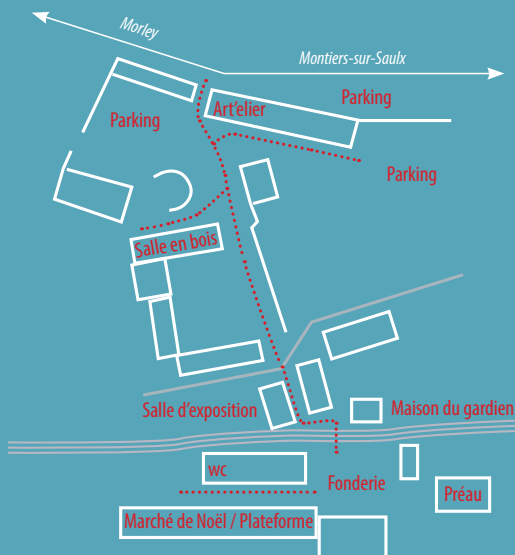 Morley
Montiers-sur-Saulx
Art'elier
Parking
Parking
Parking
Salle en bois
Salle d'exposition
Maison du gardien
wc
Fonderie
Préau
Marché de Noël / Plateforme